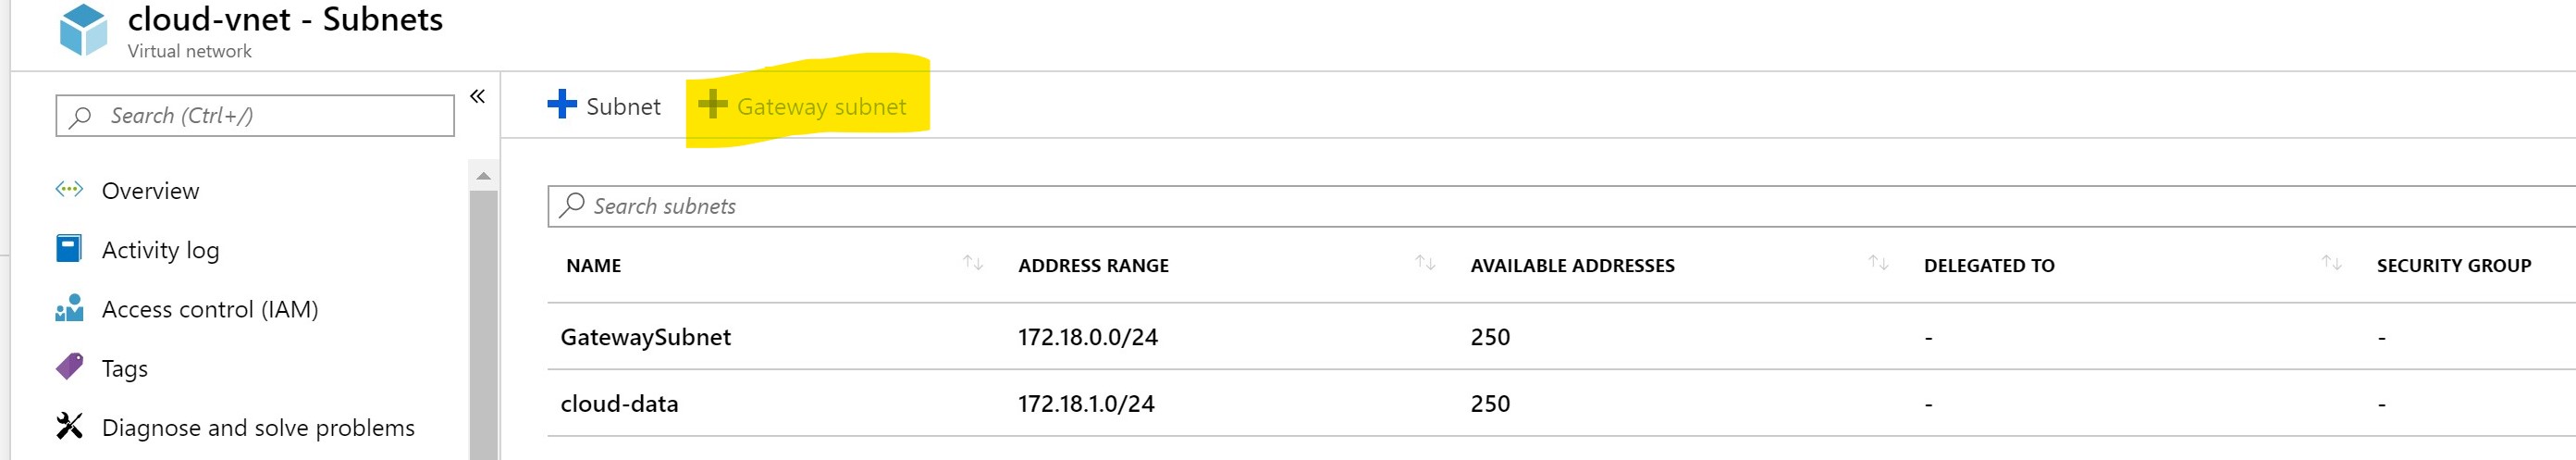 cloud-vnet - Subnets
Virtual network
Search (Ctrl+/)
«
Subnet
Gateway subnet
Overview
Activity log
Access control (IAM)
Tags
Diagnose and solve problems
Search subnets
NAME ADDRESS RANGE AVAILABLE ADDRESSES DELEGATED TO SECURITY GROUP
GatewaySubnet 172.18.0.0/24 250 - -
cloud-data 172.18.1.0/24 250 - -